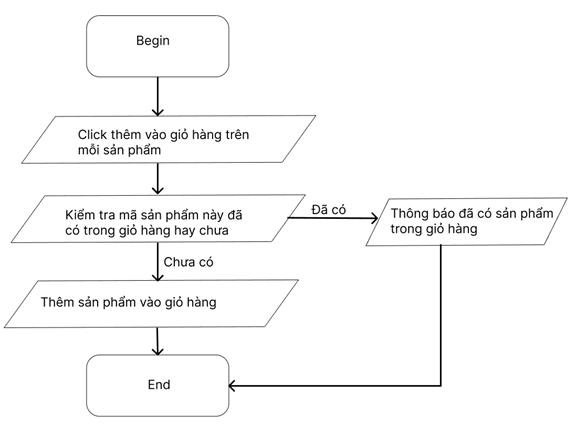 Begin
Click thêm vào giỏ hàng trên
mỗi sản phẩm
Kiểm tra mã sản phẩm này đã
có trong giỏ hàng hay chưa
Đã có
Thông báo đã có sản phẩm
trong giỏ hàng
Chưa có
Thêm sản phẩm vào giỏ hàng
End